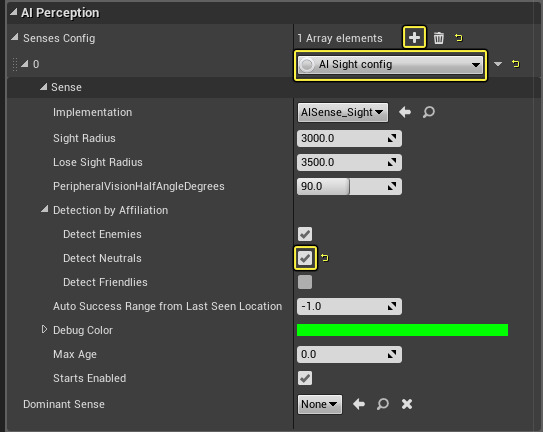 AI Perception
Senses Config 1 Array elements
0 AI Sight config
Sense
Implementation AISense_Sight
Sight Radius 3000.0
Lose Sight Radius 3500.0
PeripheralVisionHalfAngleDegrees 90.0
Detection by Affiliation
Detect Enemies
Detect Neutrals
Detect Friendlies
Auto Success Range from Last Seen Location -1.0
Debug Color
Max Age 0.0
Starts Enabled
Dominant Sense None